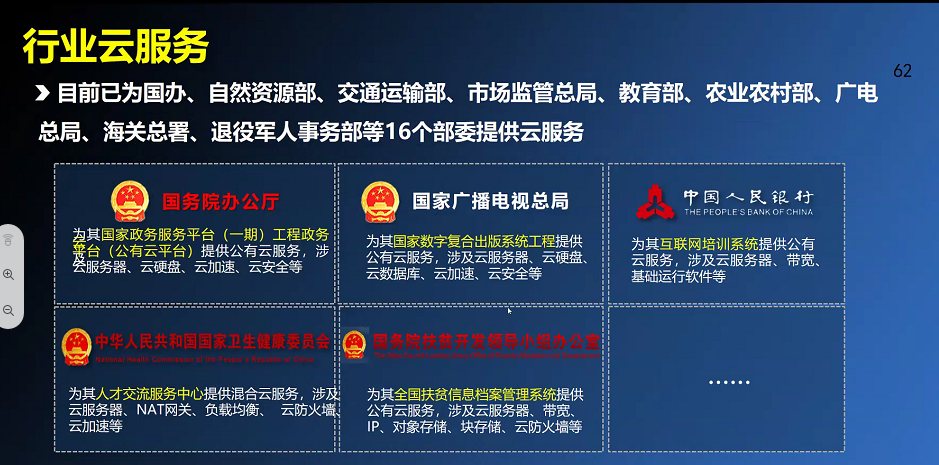 行业云服务
62
目前已为国办、自然资源部、交通运输部、市场监管总局、教育部、农业农村部、广电
总局、海关总署、退役军人事务部等16个部委提供云服务
国务院办公厅
为其国家政务服务平台（一期）工程政务
平台（公有云平台）提供公有云服务，涉
云服务器、云硬盘、云加速、云安全等
国家广播电视总局
为其国家数字复合出版系统工程提供
公有云服务，涉及云服务器、云硬盘、
云数据库、云加速、云安全等
中国人民银行
THE PEOPLE'S BANK OF CHINA
为其互联网培训系统提供公有
云服务，涉及云服务器、带宽、
基础运行软件等
中华人民共和国国家卫生健康委员会
National Health Commission of the People's Republic of China
为其人才交流服务中心提供混合云服务，涉及
云服务器、NAT网关、负载均衡、 云防火墙、
云加速等
国务院扶贫开发领导小组办公室
为其全国扶贫信息档案管理系统提供
公有云服务，涉及云服务器、带宽、
IP、对象存储、块存储、云防火墙等
……